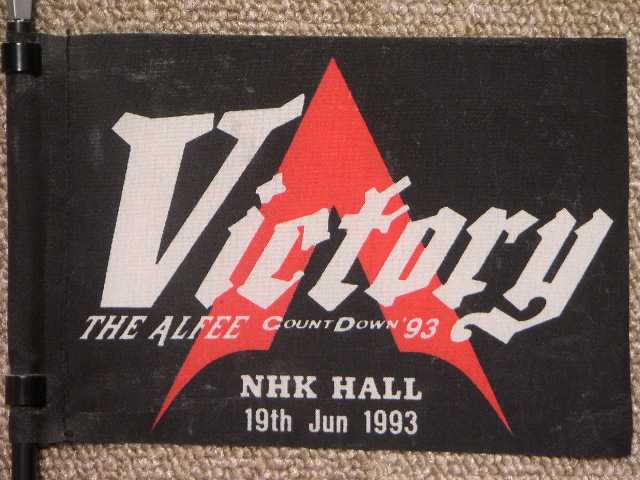 Victory
THE ALFEE COUNTDOWN '93
NHK HALL
19th Jun 1993